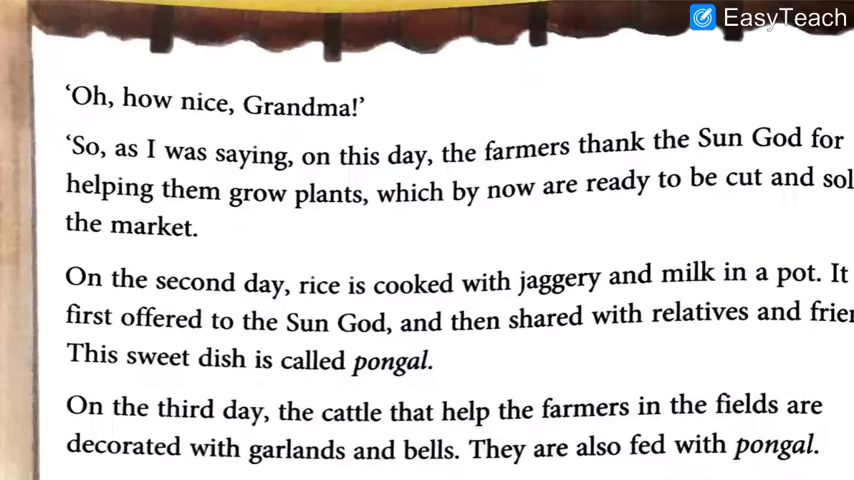 EasyTeach
‘Oh, how nice, Grandma!’
‘So, as I was saying, on this day, the farmers thank the Sun God for
helping them grow plants, which by now are ready to be cut and sol
the market.
On the second day, rice is cooked with jaggery and milk in a pot. It
first offered to the Sun God, and then shared with relatives and frie
This sweet dish is called pongal.
On the third day, the cattle that help the farmers in the fields are
decorated with garlands and bells. They are also fed with pongal.